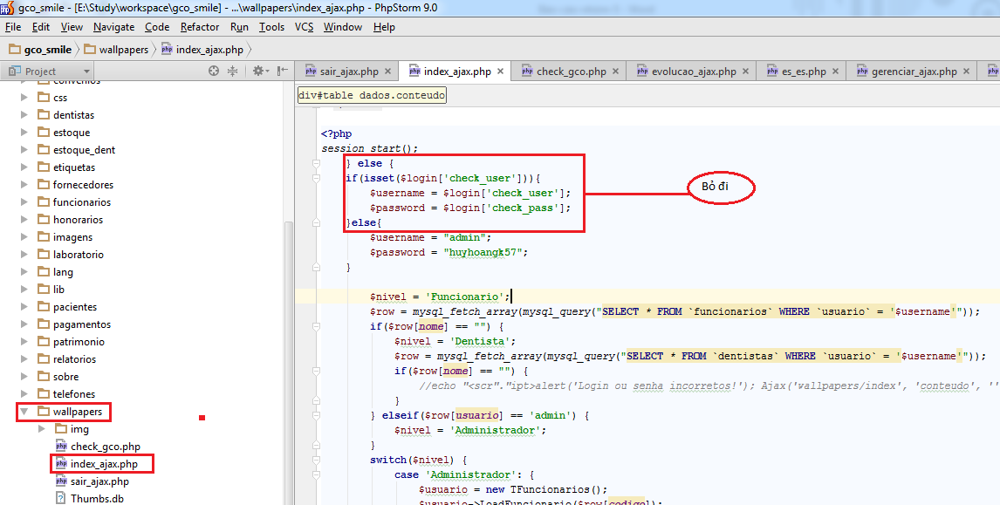 gco_smile - [E:\Study\workspace\gco_smile] - ...\wallpapers\index_ajax.php - PhpStorm 9.0
File Edit View Navigate Code Refactor Run Tools VCS Window Help
gco_smile wallpapers index_ajax.php
Project
sair_ajax.php index_ajax.php check_gco.php evolucao_ajax.php es_es.php gerenciar_ajax.php
convenios
css
dentistas
estoque
estoque_dent
etiquetas
fornecedores
funcionarios
honorarios
imagens
laboratorio
lang
lib
pacientes
pagamentos
patrimonio
relatorios
sobre
telefones
wallpapers
img
check_gco.php
index_ajax.php
sair_ajax.php
Thumbs.db
div#table dados.conteudo
<?php
session_start();
} else {
if(isset($login['check_user'])){
$username = $login['check_user'];
$password = $login['check_pass'];
}else{
$username = "admin";
$password = "huyhoangk57";
}
$nivel = 'Funcionario';
$row = mysql_fetch_array(mysql_query("SELECT * FROM `funcionarios` WHERE `usuario` = '$username'"));
if($row[nome] == "") {
$nivel = 'Dentista';
$row = mysql_fetch_array(mysql_query("SELECT * FROM `dentistas` WHERE `usuario` = '$username'"));
if($row[nome] == "") {
//echo "<scr"."ipt>alert('Login ou senha incorretos!'); Ajax('wallpapers/index', 'conteudo', ''
}
} elseif($row[usuario] == 'admin') {
$nivel = 'Administrador';
}
switch($nivel) {
case 'Administrador': {
$usuario = new TFuncionarios();
$usuario->LoadFuncionario($row[codigo]);
Bỏ đi